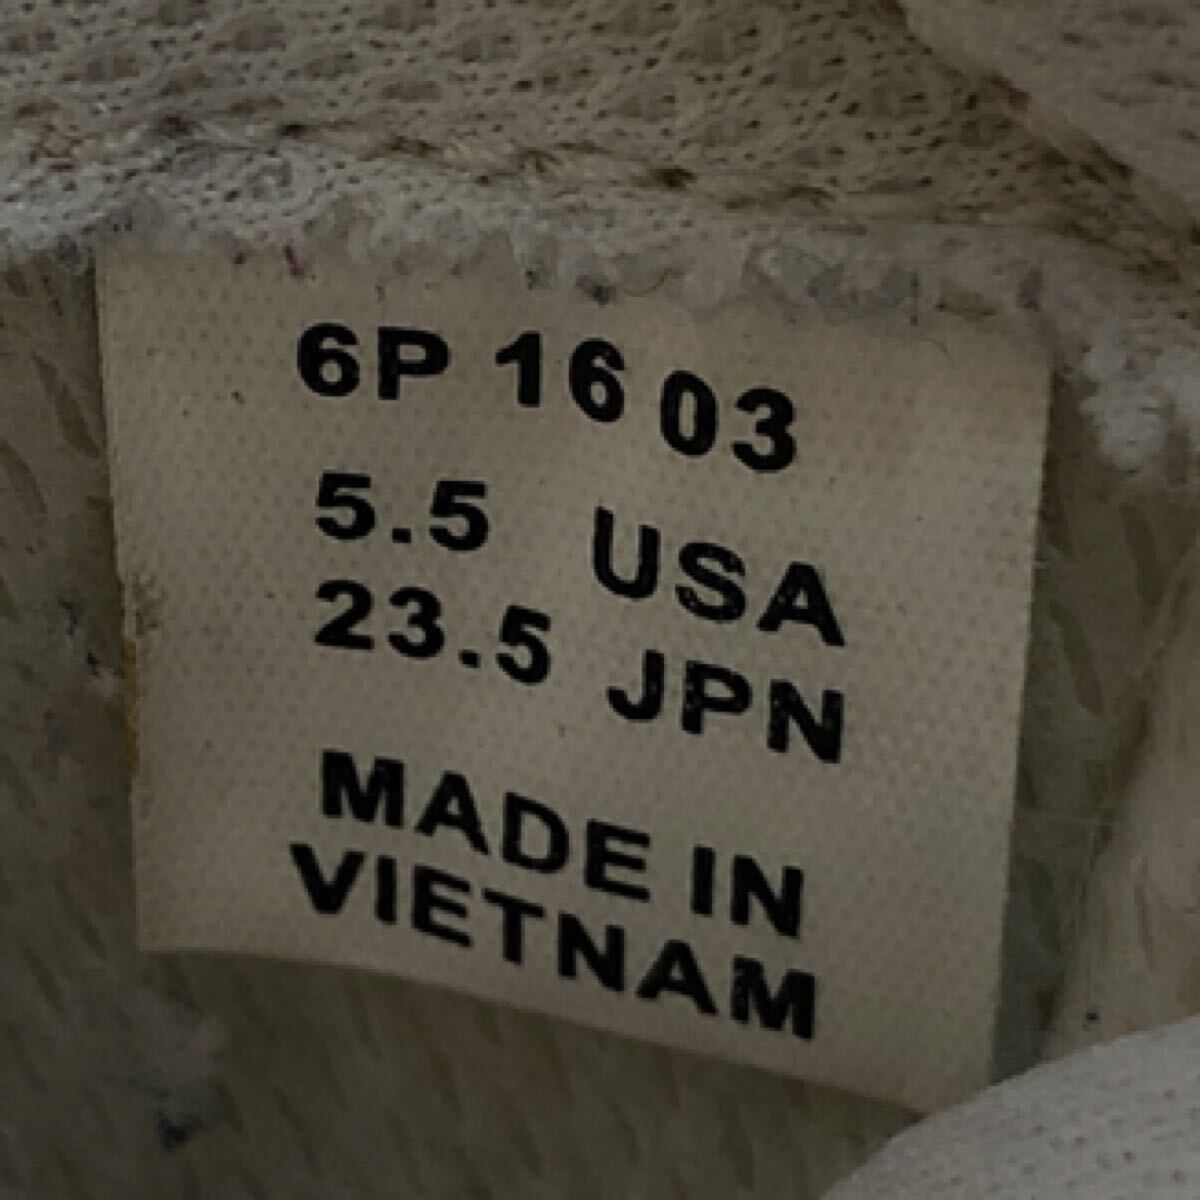 6P 16 03
5.5 USA
23.5 JPN
MADE IN
VIETNAM